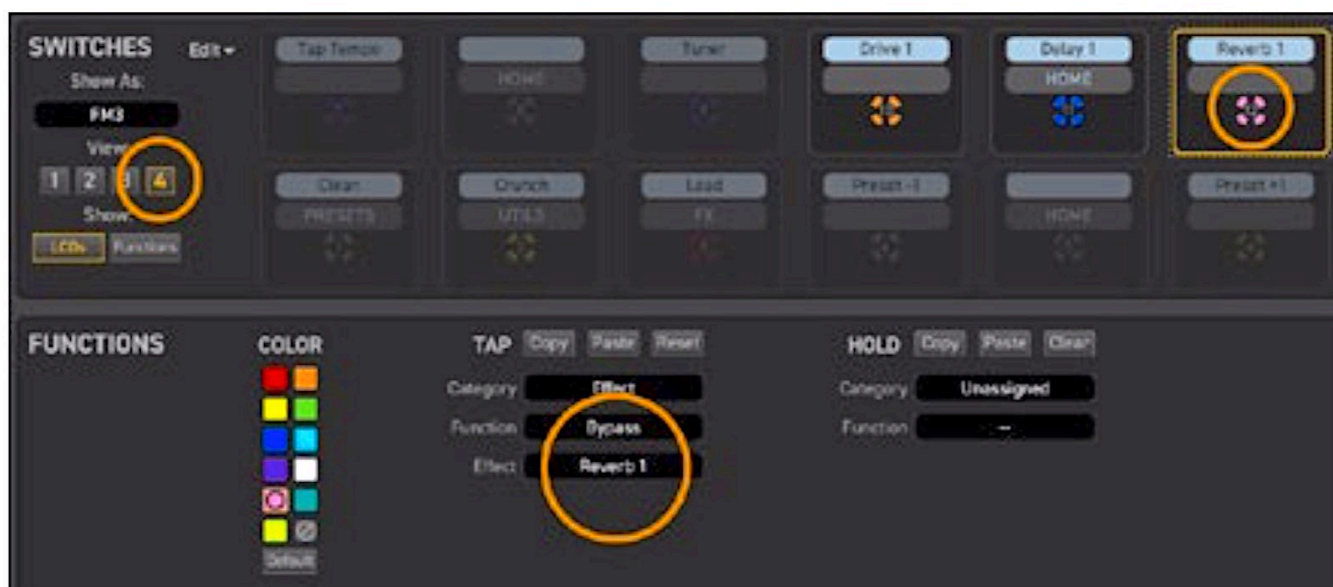 SWITCHES Edit
Show As:
FM3
View:
1 2 3 4
Show:
LCDs Functions
Tap Tempo
HOME
Tuner
Drive 1
Delay 1
HOME
Reverb 1
Clean
PRESETS
Crunch
UTILS
Lead
FX
Preset -1
HOME
Preset +1
FUNCTIONS
COLOR
Default
TAP Copy Paste Reset
Category Effect
Function Bypass
Effect Reverb 1
HOLD Copy Paste Clear
Category Unassigned
Function --